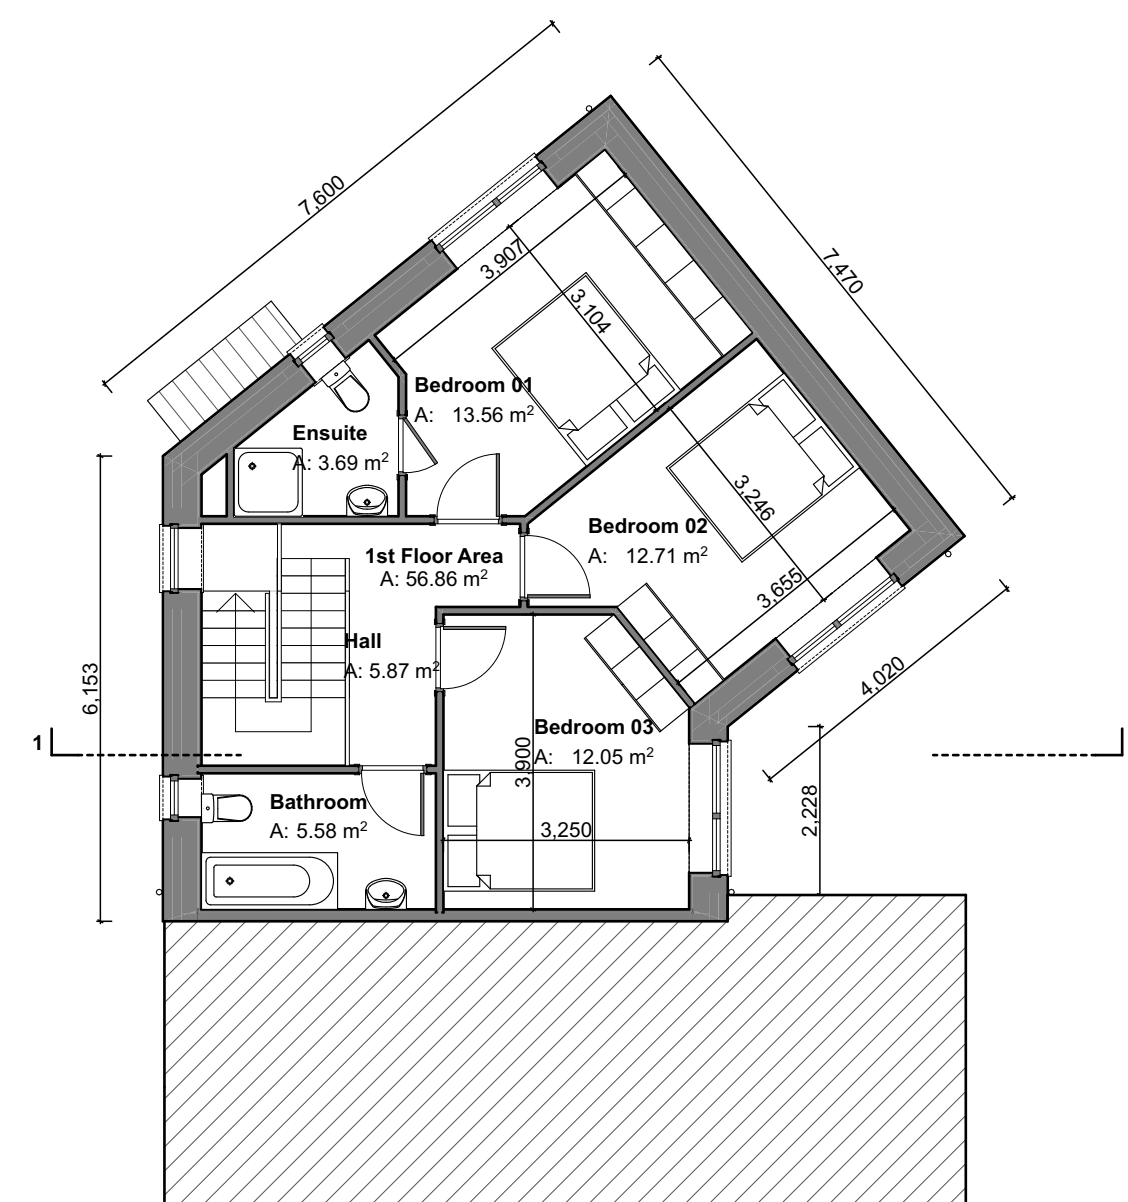 7,600
7,470
3,907
3,104
Bedroom 01
A: 13.56 m²
Ensuite
A: 3.69 m²
3,246
Bedroom 02
A: 12.71 m²
1st Floor Area
A: 56.86 m²
3,655
Hall
A: 5.87 m²
6,153
4,020
1
Bedroom 03
A: 12.05 m²
3,900
Bathroom
A: 5.58 m²
3,250
2,228